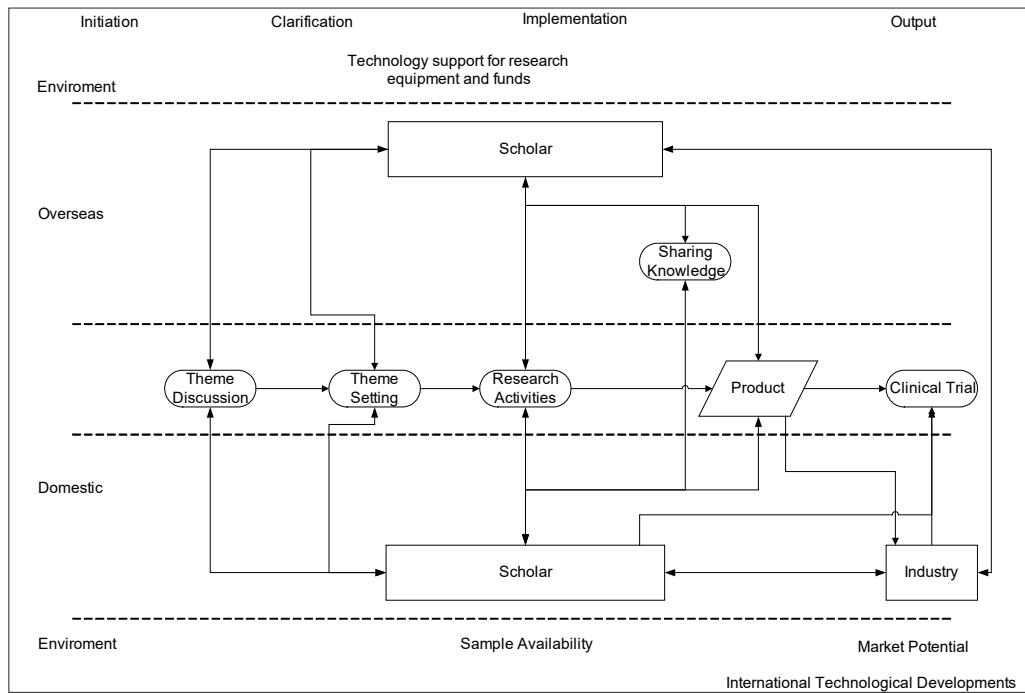 Initiation
Clarification
Implementation
Output
Technology support for research
equipment and funds
Enviroment
Scholar
Overseas
Sharing
Knowledge
Theme
Discussion
Theme
Setting
Research
Activities
Product
Clinical Trial
Domestic
Scholar
Industry
Enviroment
Sample Availability
Market Potential
International Technological Developments